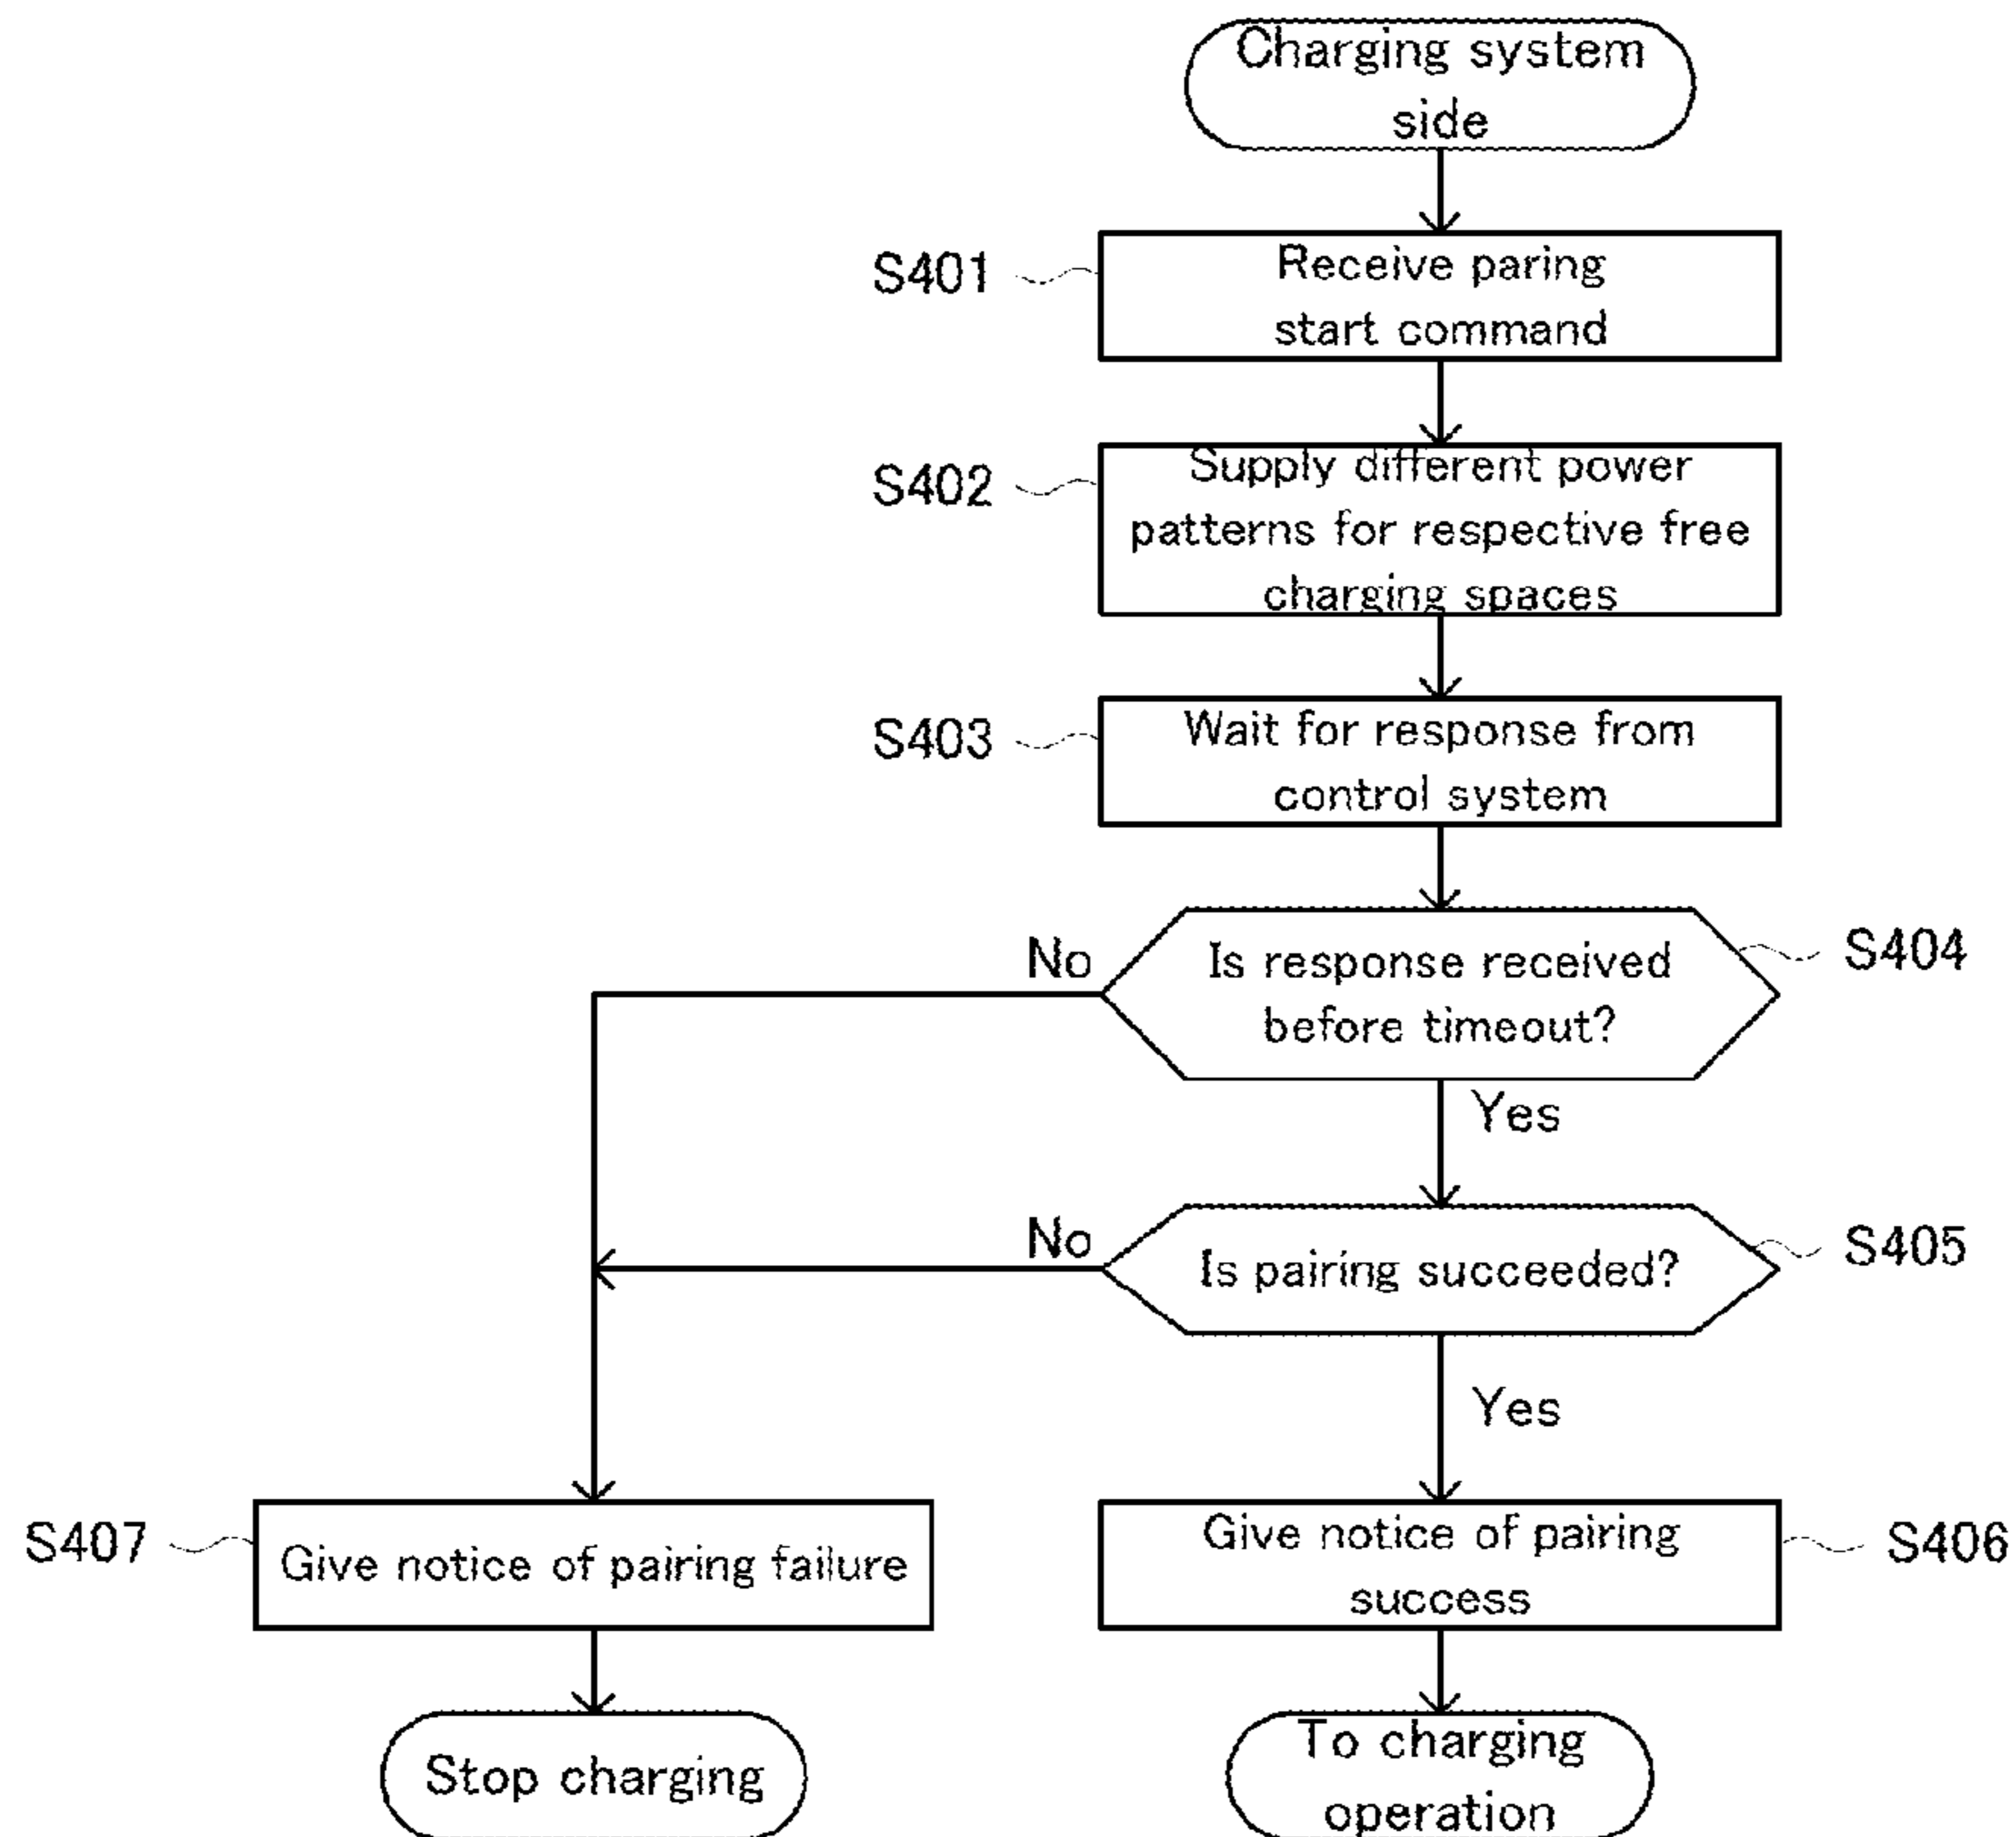 Charging system
side
S401
Receive paring
start command
S402
Supply different power
patterns for respective free
charging spaces
S403
Wait for response from
control system
No
Is response received
before timeout?
S404
Yes
No
Is pairing succeeded?
S405
Yes
S407
Give notice of pairing failure
Give notice of pairing
success
S406
Stop charging
To charging
operation